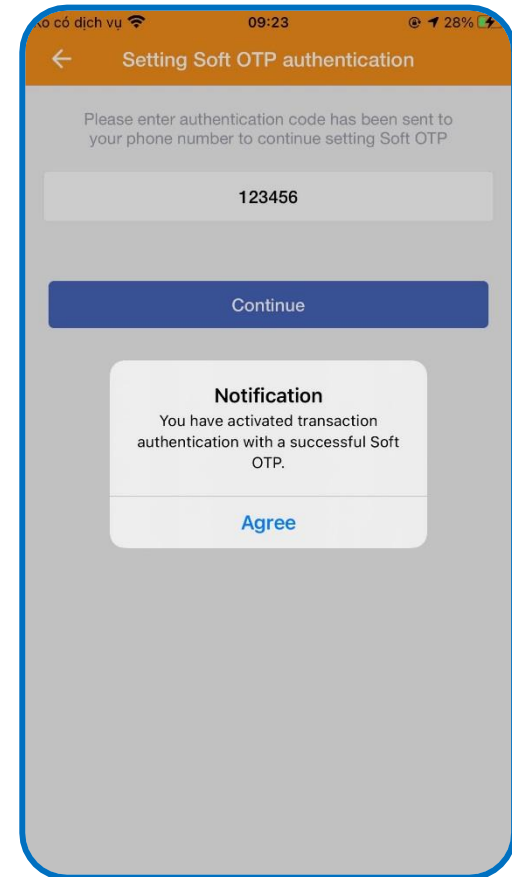 có dịch vụ 09:23 28%
Setting Soft OTP authentication
Please enter authentication code has been sent to
your phone number to continue setting Soft OTP
123456
Continue
Notification
You have activated transaction
authentication with a successful Soft
OTP.
Agree